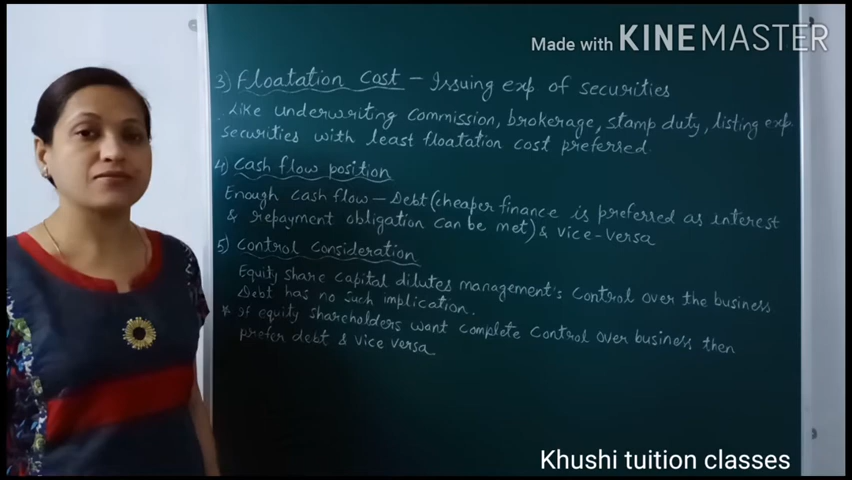 Made with KINEMASTER
3) Floatation Cost – Issuing exp of securities
Like underwriting commission, brokerage, stamp duty, listing exp.
securities with least floatation cost preferred.
4) Cash flow position
Enough cash flow – Debt (cheaper finance is preferred as interest
& repayment obligation can be met) & vice-versa
5) Control Consideration
Equity share capital dilutes management's control over the business
Debt has no such implication.
* If equity shareholders want complete control over business then
prefer debt & vice versa
Khushi tuition classes